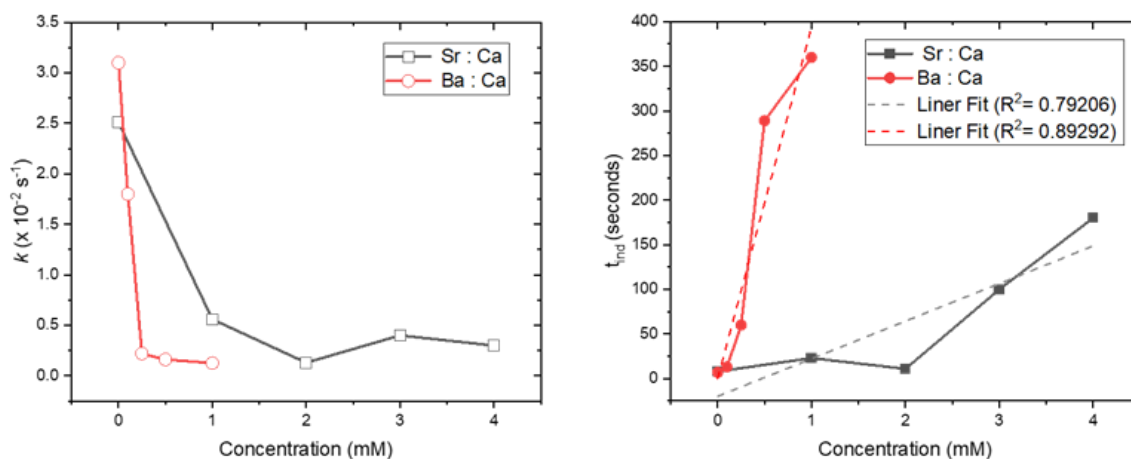 3.5
3.0
2.5
2.0
1.5
1.0
0.5
0.0
k (x 10⁻² s⁻¹)
Sr : Ca
Ba : Ca
0 1 2 3 4
Concentration (mM)
400
350
300
250
200
150
100
50
0
t_ind (seconds)
Sr : Ca
Ba : Ca
Liner Fit (R²= 0.79206)
Liner Fit (R²= 0.89292)
0 1 2 3 4
Concentration (mM)